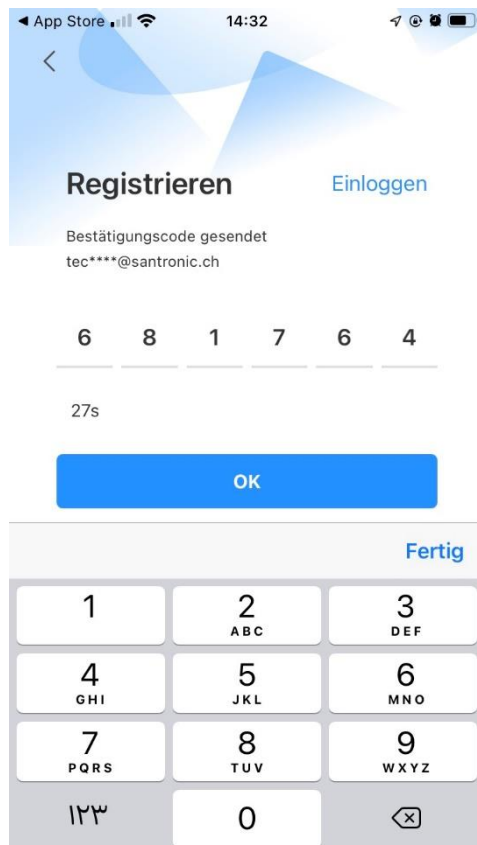 ◀ App Store 14:32
Registrieren Einloggen
Bestätigungscode gesendet
tec****@santronic.ch
6 8 1 7 6 4
27s
OK
Fertig
1 2 3
ABC DEF
4 5 6
GHI JKL MNO
7 8 9
PQRS TUV WXYZ
١٢٣ 0